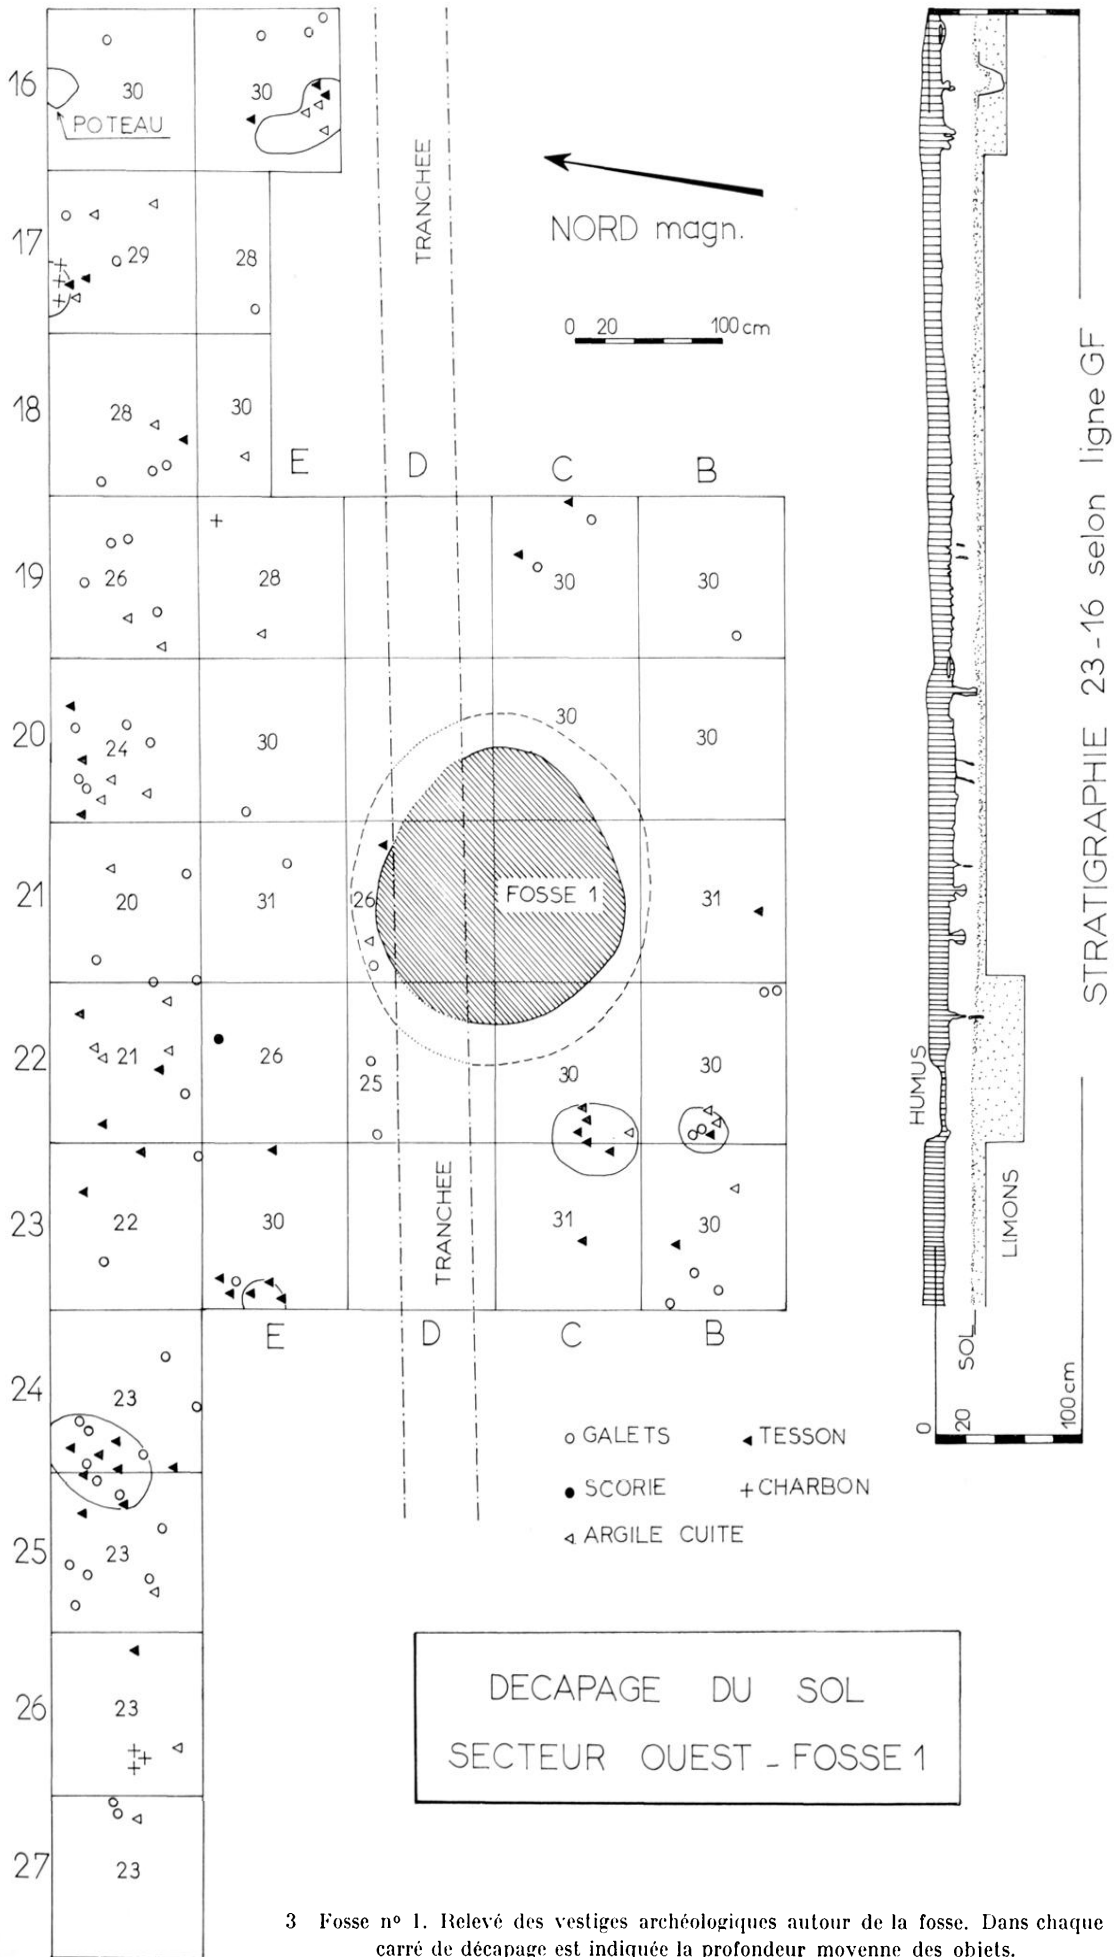 16
30
30
POTEAU
TRANCHEE
NORD magn.
17
29
28
0 20 100 cm
18
28
30
E D C B
19
26
28
30
30
20
24
30
30
30
21
20
31
26
FOSSE 1
31
22
21
26
25
30
30
23
22
30
TRANCHEE
31
30
E D C B
24
23
25
23
26
23
27
23
GALETS
TESSON
SCORIE
CHARBON
ARGILE CUITE
DECAPAGE DU SOL
SECTEUR OUEST - FOSSE 1
HUMUS
LIMONS
SOL
0 20 100 cm
STRATIGRAPHIE 23-16 selon ligne GF
3 Fosse nº 1. Relevé des vestiges archéologiques autour de la fosse. Dans chaque
carré de décapage est indiquée la profondeur moyenne des objets.